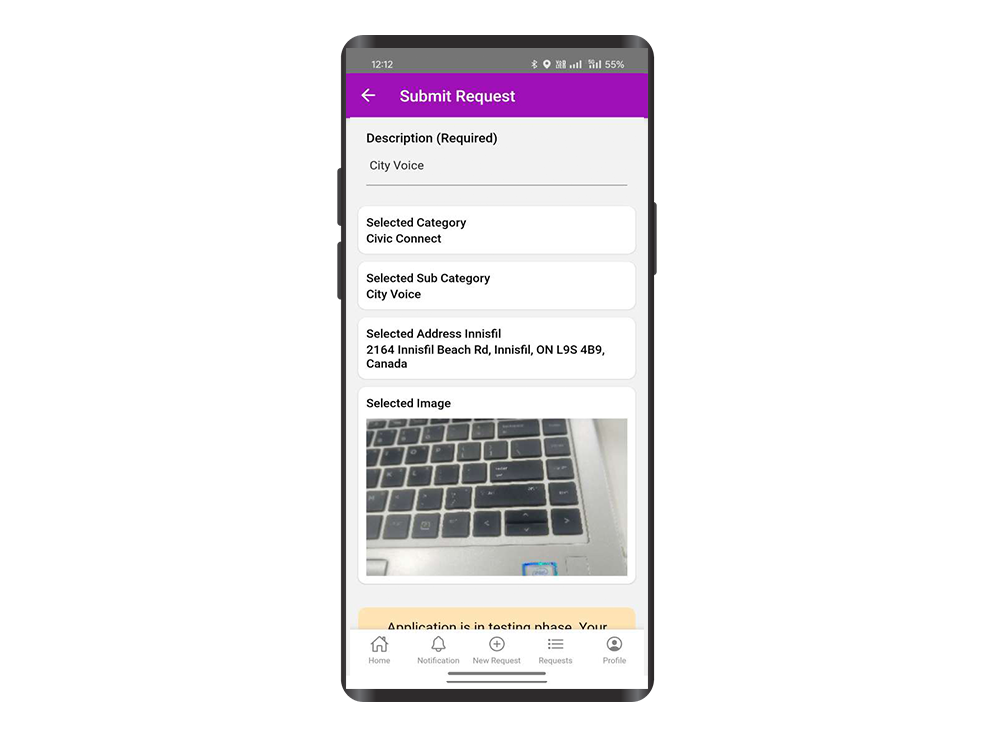 12:12
55%
Submit Request
Description (Required)
City Voice
Selected Category
Civic Connect
Selected Sub Category
City Voice
Selected Address Innisfil
2164 Innisfil Beach Rd, Innisfil, ON L9S 4B9,
Canada
Selected Image
Application is in testing phase. Your
Home
Notification
New Request
Requests
Profile